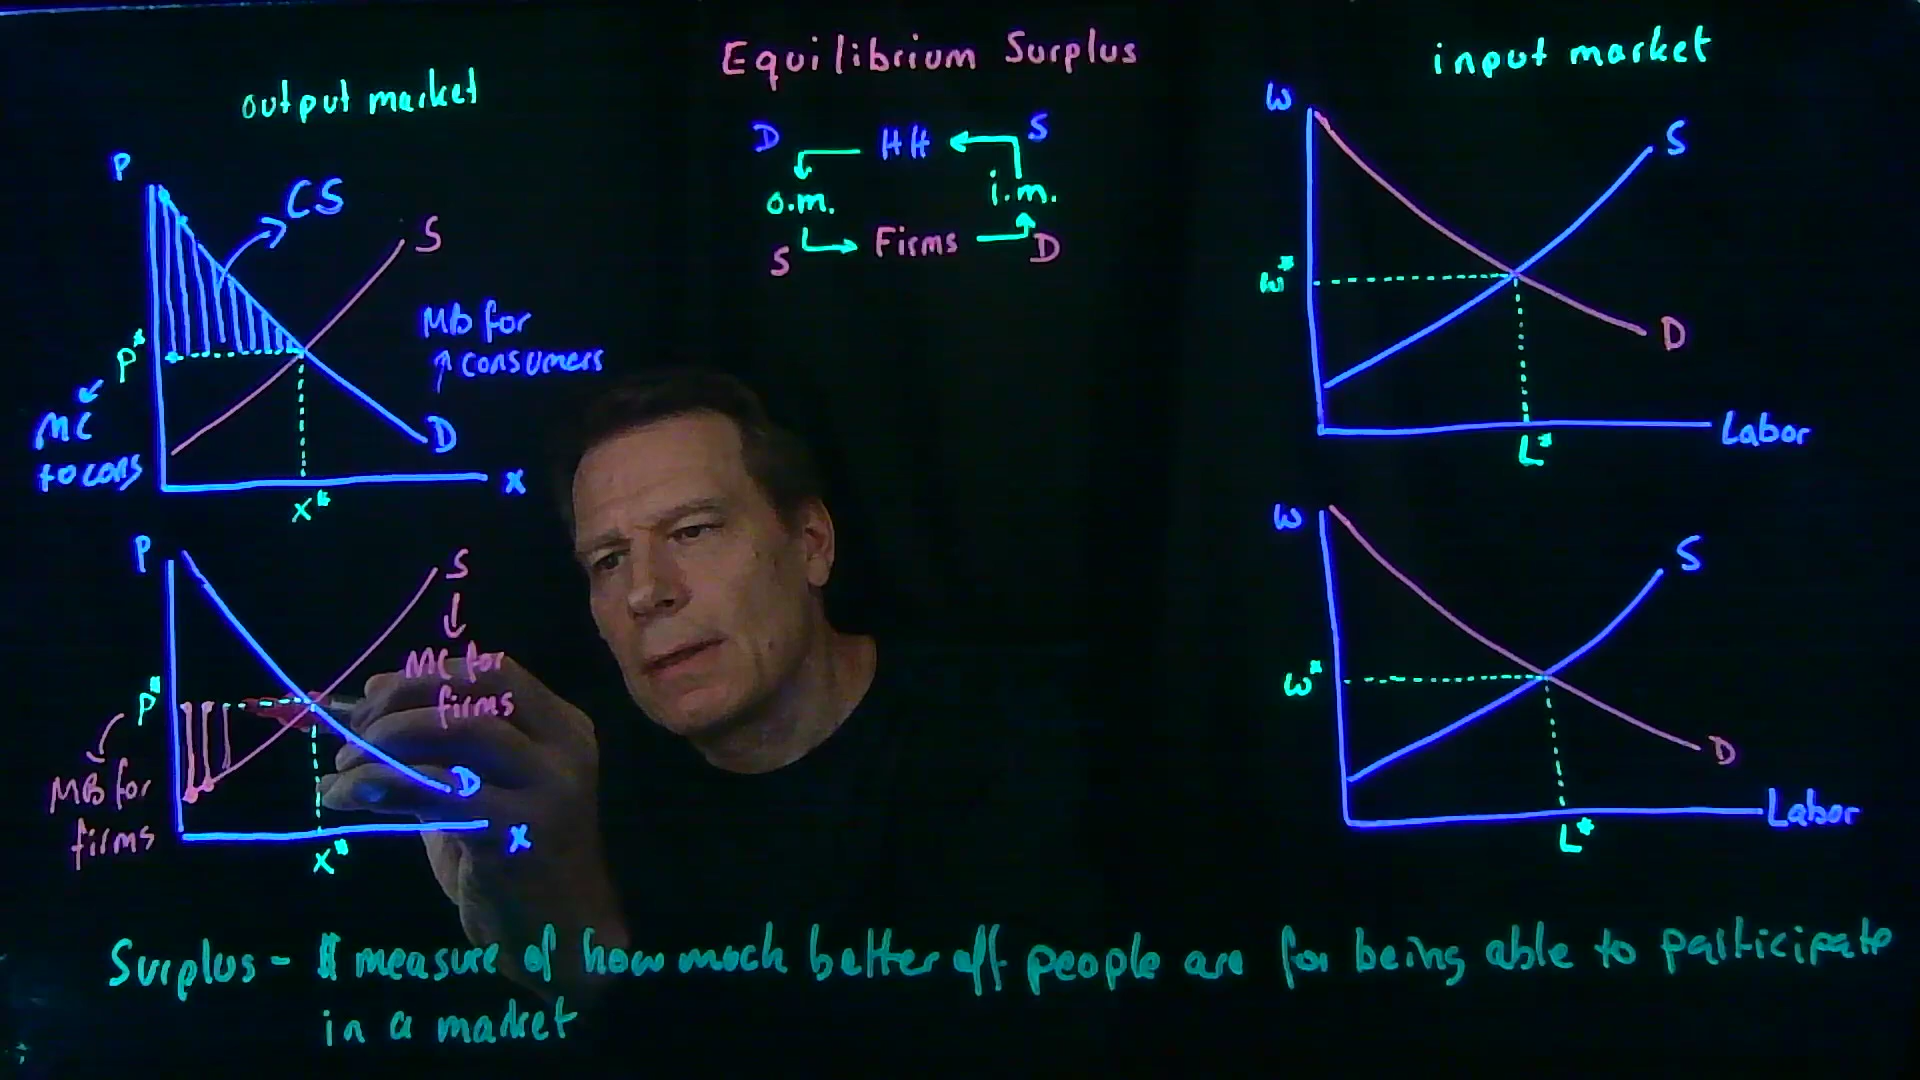 Equilibrium Surplus
output market
input market
D HH S
o.m. i.m.
S Firms D
P
CS
S
P*
MC
to cons
MB for
consumers
D
x
x*
P
S
MC for
firms
P*
MB for
firms
D
x
x*
W
S
W*
D
L*
Labor
W
S
W*
D
L*
Labor
Surplus - $ measure of how much better off people are for being able to participate
in a market